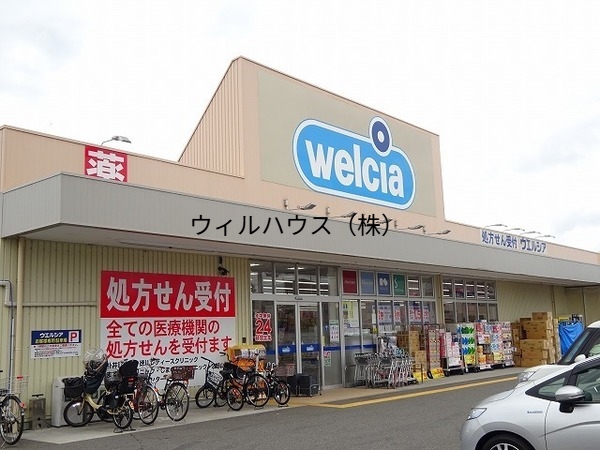 welcia
薬
ウィルハウス（株）
処方せん受付 ウエルシア
処方せん受付
全ての医療機関の
処方せんを受付ます
24
ウエルシア
P